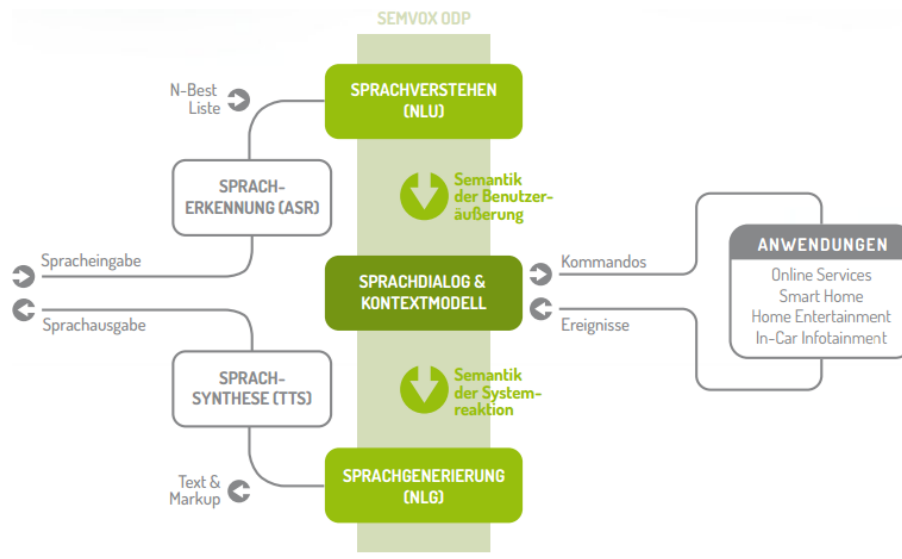 SEMVOX ODP
N-Best
Liste
SPRACHVERSTEHEN
(NLU)
SPRACH-
ERKENNUNG (ASR)
Semantik
der Benutzer-
äußerung
Spracheingabe
Sprachausgabe
SPRACHDIALOG &
KONTEXTMODELL
Kommandos
Ereignisse
ANWENDUNGEN
Online Services
Smart Home
Home Entertainment
In-Car Infotainment
SPRACH-
SYNTHESE (TTS)
Semantik
der System-
reaktion
Text &
Markup
SPRACHGENERIERUNG
(NLG)